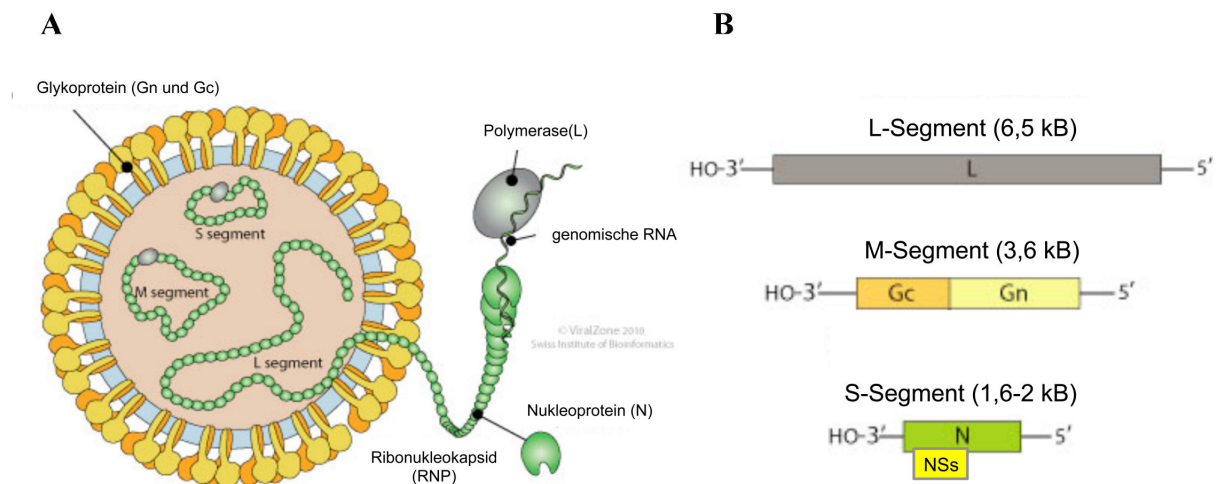 A
Glykoprotein (Gn und Gc)
Polymerase(L)
S segment
genomische RNA
M segment
© ViralZone 2010
Swiss Institute of Bioinformatics
L segment
Nukleoprotein (N)
Ribonukleokapsid
(RNP)
B
L-Segment (6,5 kB)
HO-3′ L 5′
M-Segment (3,6 kB)
HO-3′ Gc Gn 5′
S-Segment (1,6-2 kB)
HO-3′ N 5′
NSs